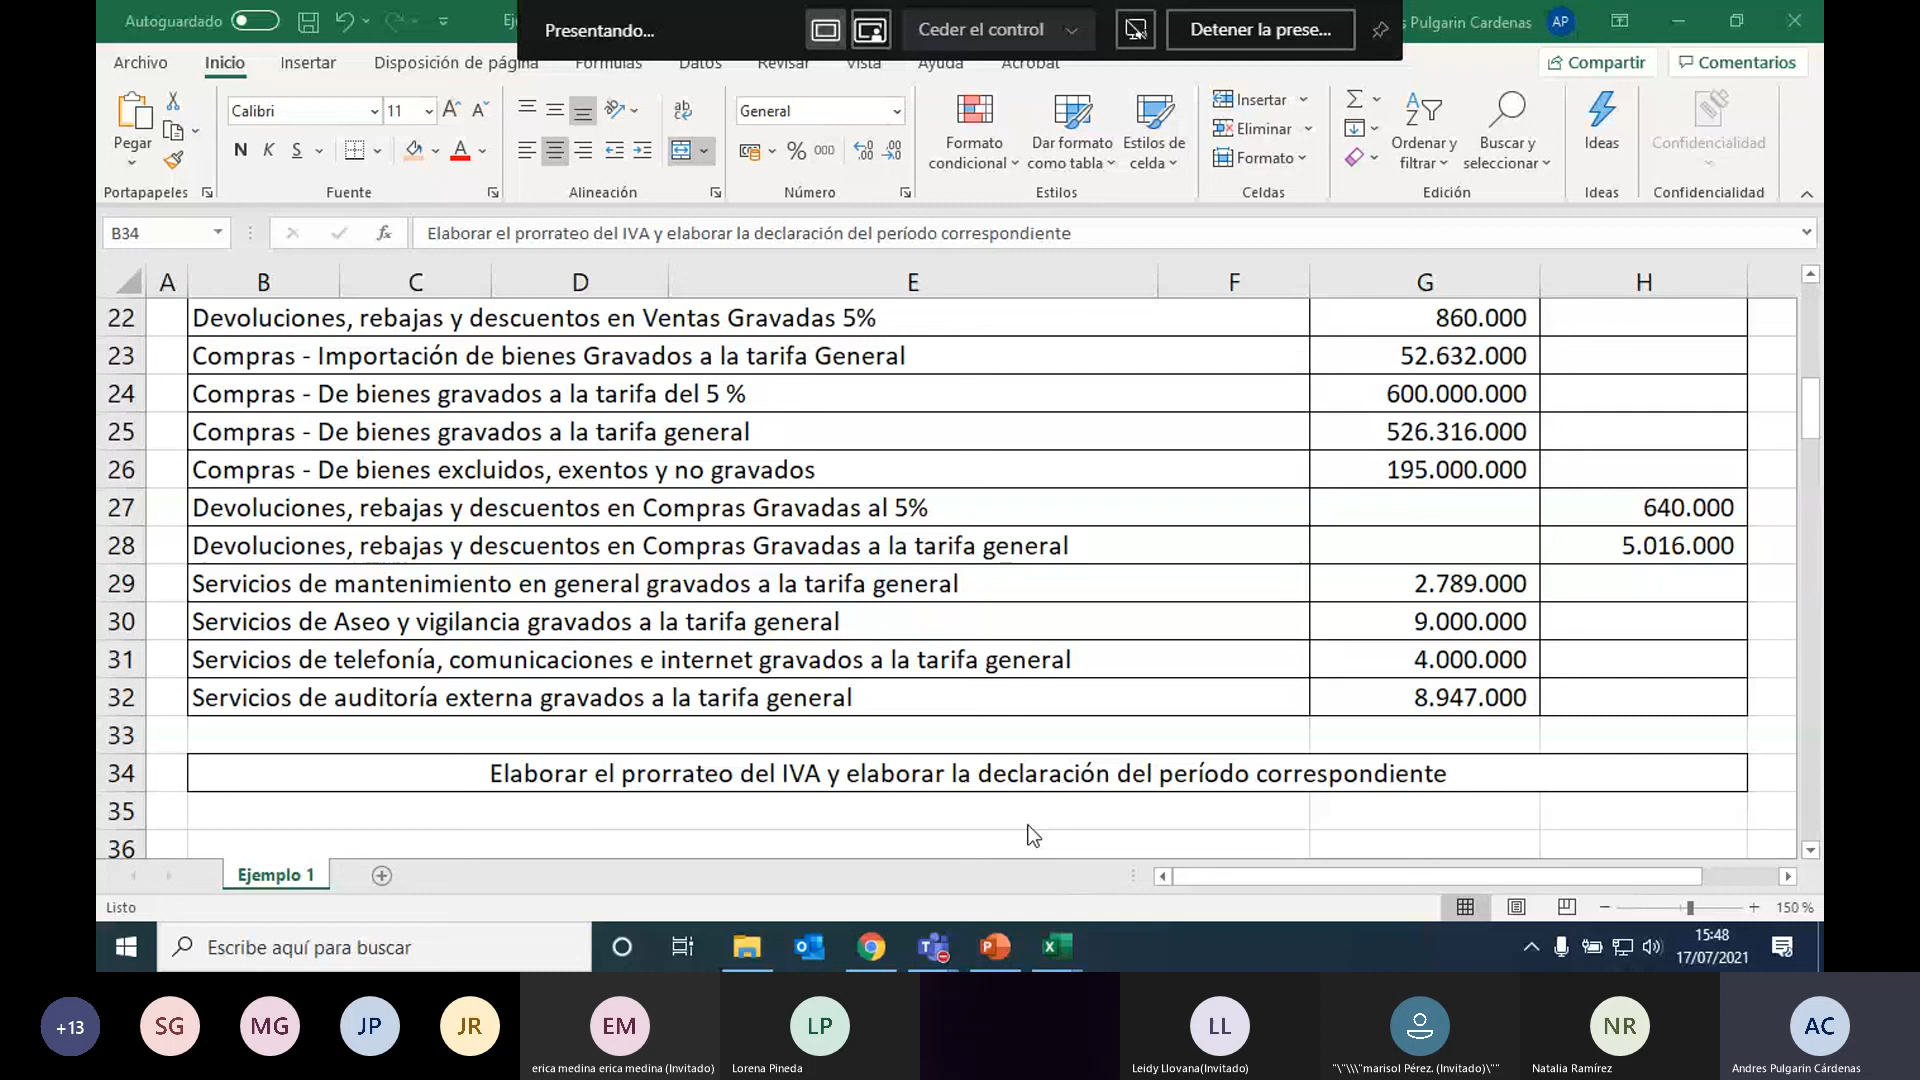 Autoguardado
Presentando...
Ceder el control
Detener la prese...
s Pulgarin Cardenas
AP
Archivo Inicio Insertar Disposición de página Fórmulas Datos Revisar Vista Ayuda Acrobat
Compartir Comentarios
Pegar
Calibri 11
N K S
General
% 000
Formato condicional
Dar formato como tabla
Estilos de celda
Insertar
Eliminar
Formato
Ordenar y filtrar
Buscar y seleccionar
Ideas
Confidencialidad
Portapapeles Fuente Alineación Número Estilos Celdas Edición Ideas Confidencialidad
B34 fx Elaborar el prorrateo del IVA y elaborar la declaración del período correspondiente
A B C D E F G H
22 Devoluciones, rebajas y descuentos en Ventas Gravadas 5% 860.000
23 Compras - Importación de bienes Gravados a la tarifa General 52.632.000
24 Compras - De bienes gravados a la tarifa del 5 % 600.000.000
25 Compras - De bienes gravados a la tarifa general 526.316.000
26 Compras - De bienes excluidos, exentos y no gravados 195.000.000
27 Devoluciones, rebajas y descuentos en Compras Gravadas al 5% 640.000
28 Devoluciones, rebajas y descuentos en Compras Gravadas a la tarifa general 5.016.000
29 Servicios de mantenimiento en general gravados a la tarifa general 2.789.000
30 Servicios de Aseo y vigilancia gravados a la tarifa general 9.000.000
31 Servicios de telefonía, comunicaciones e internet gravados a la tarifa general 4.000.000
32 Servicios de auditoría externa gravados a la tarifa general 8.947.000
33
34 Elaborar el prorrateo del IVA y elaborar la declaración del período correspondiente
35
36
Ejemplo 1
Listo
150 %
Escribe aquí para buscar
15:48
17/07/2021
+13 SG MG JP JR EM LP LL NR AC
erica medina erica medina (Invitado) Lorena Pineda Leidy Llovana(Invitado) "\"\\\"marisol Pérez. (Invitado)\"" Natalia Ramírez Andres Pulgarin Cárdenas